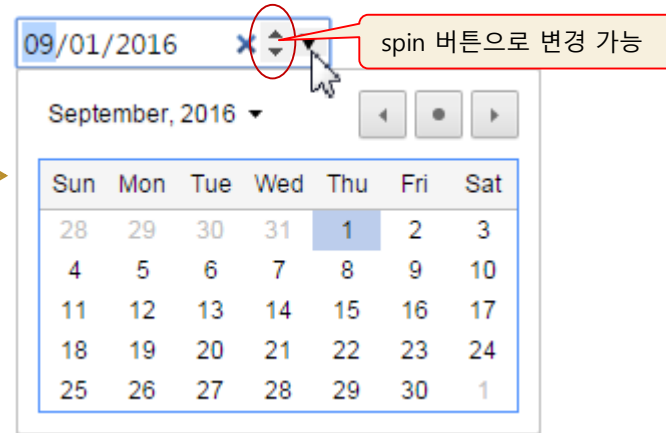 09/01/2016
spin 버튼으로 변경 가능
September, 2016
Sun Mon Tue Wed Thu Fri Sat
28 29 30 31 1 2 3
4 5 6 7 8 9 10
11 12 13 14 15 16 17
18 19 20 21 22 23 24
25 26 27 28 29 30 1